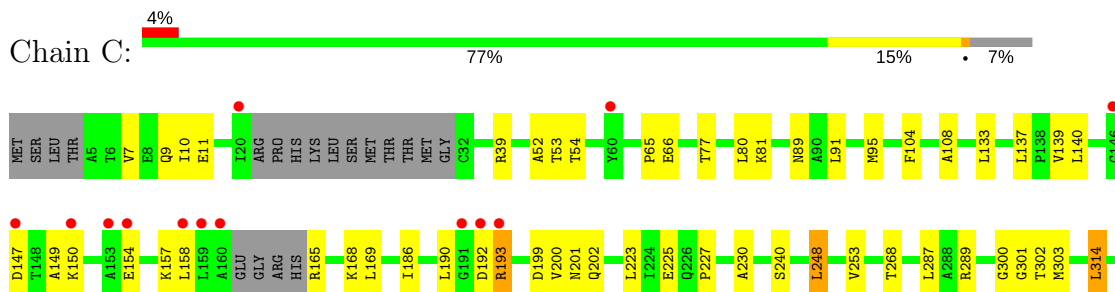 4%
Chain C:
77% 15% • 7%
MET SER LEU THR A5 T6 V7 E8 Q9 I10 E11 I20 ARG PRO HIS LYS LEU SER MET THR THR MET GLY C32 R39 A52 T53 T54 Y60 P65 E66 T77 L80 K81 N89 A90 L91 M95 F104 A108 L133 L137 P138 V139 L140 G146
D147 T148 A149 K150 A153 E154 K157 L158 L159 A160 GLU GLY ARG HIS R165 K168 L169 I186 L190 G191 D192 R193 D199 V200 N201 Q202 L223 I224 E225 Q226 P227 A230 S240 L248 V253 T268 L287 A288 R289 G300 G301 T302 M303 L314